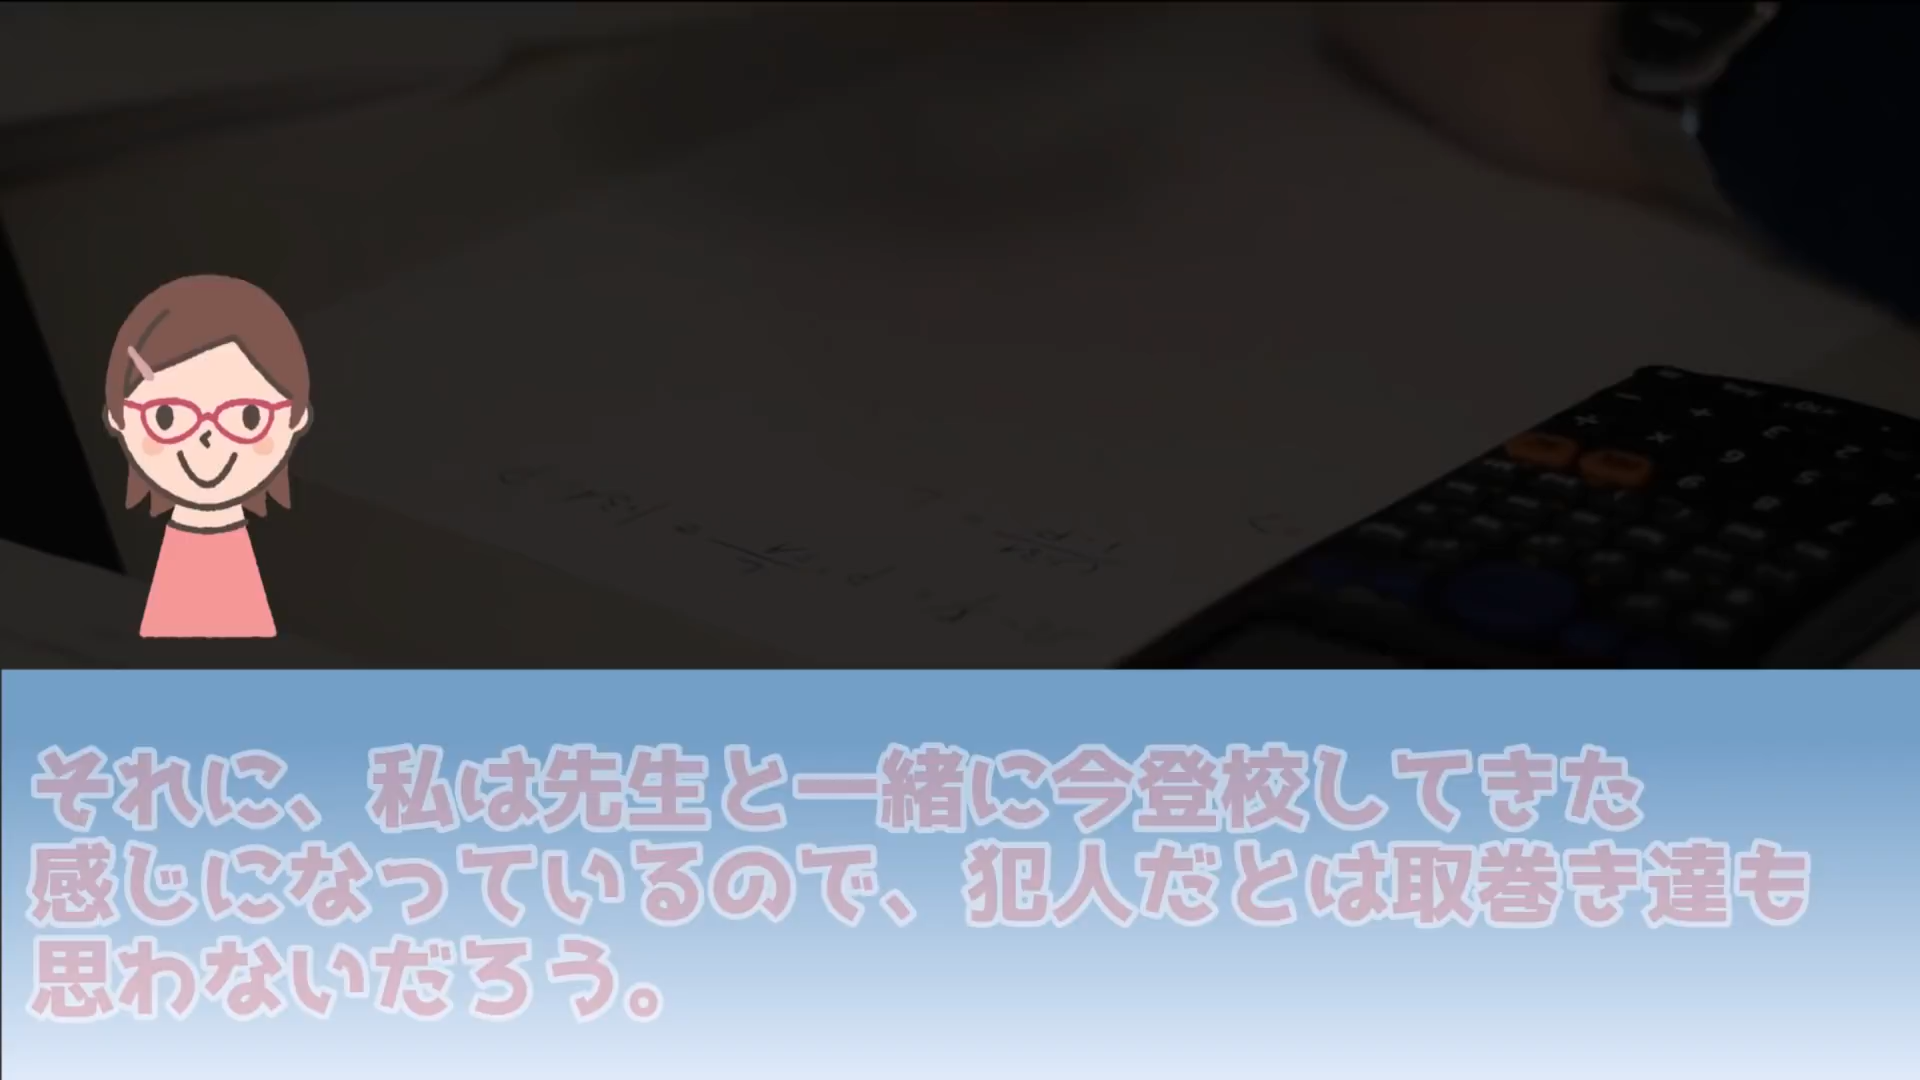 それに、私は先生と一緒に今登校してきた
感じになっているので、犯人だとは取巻き達も
思わないだろう。